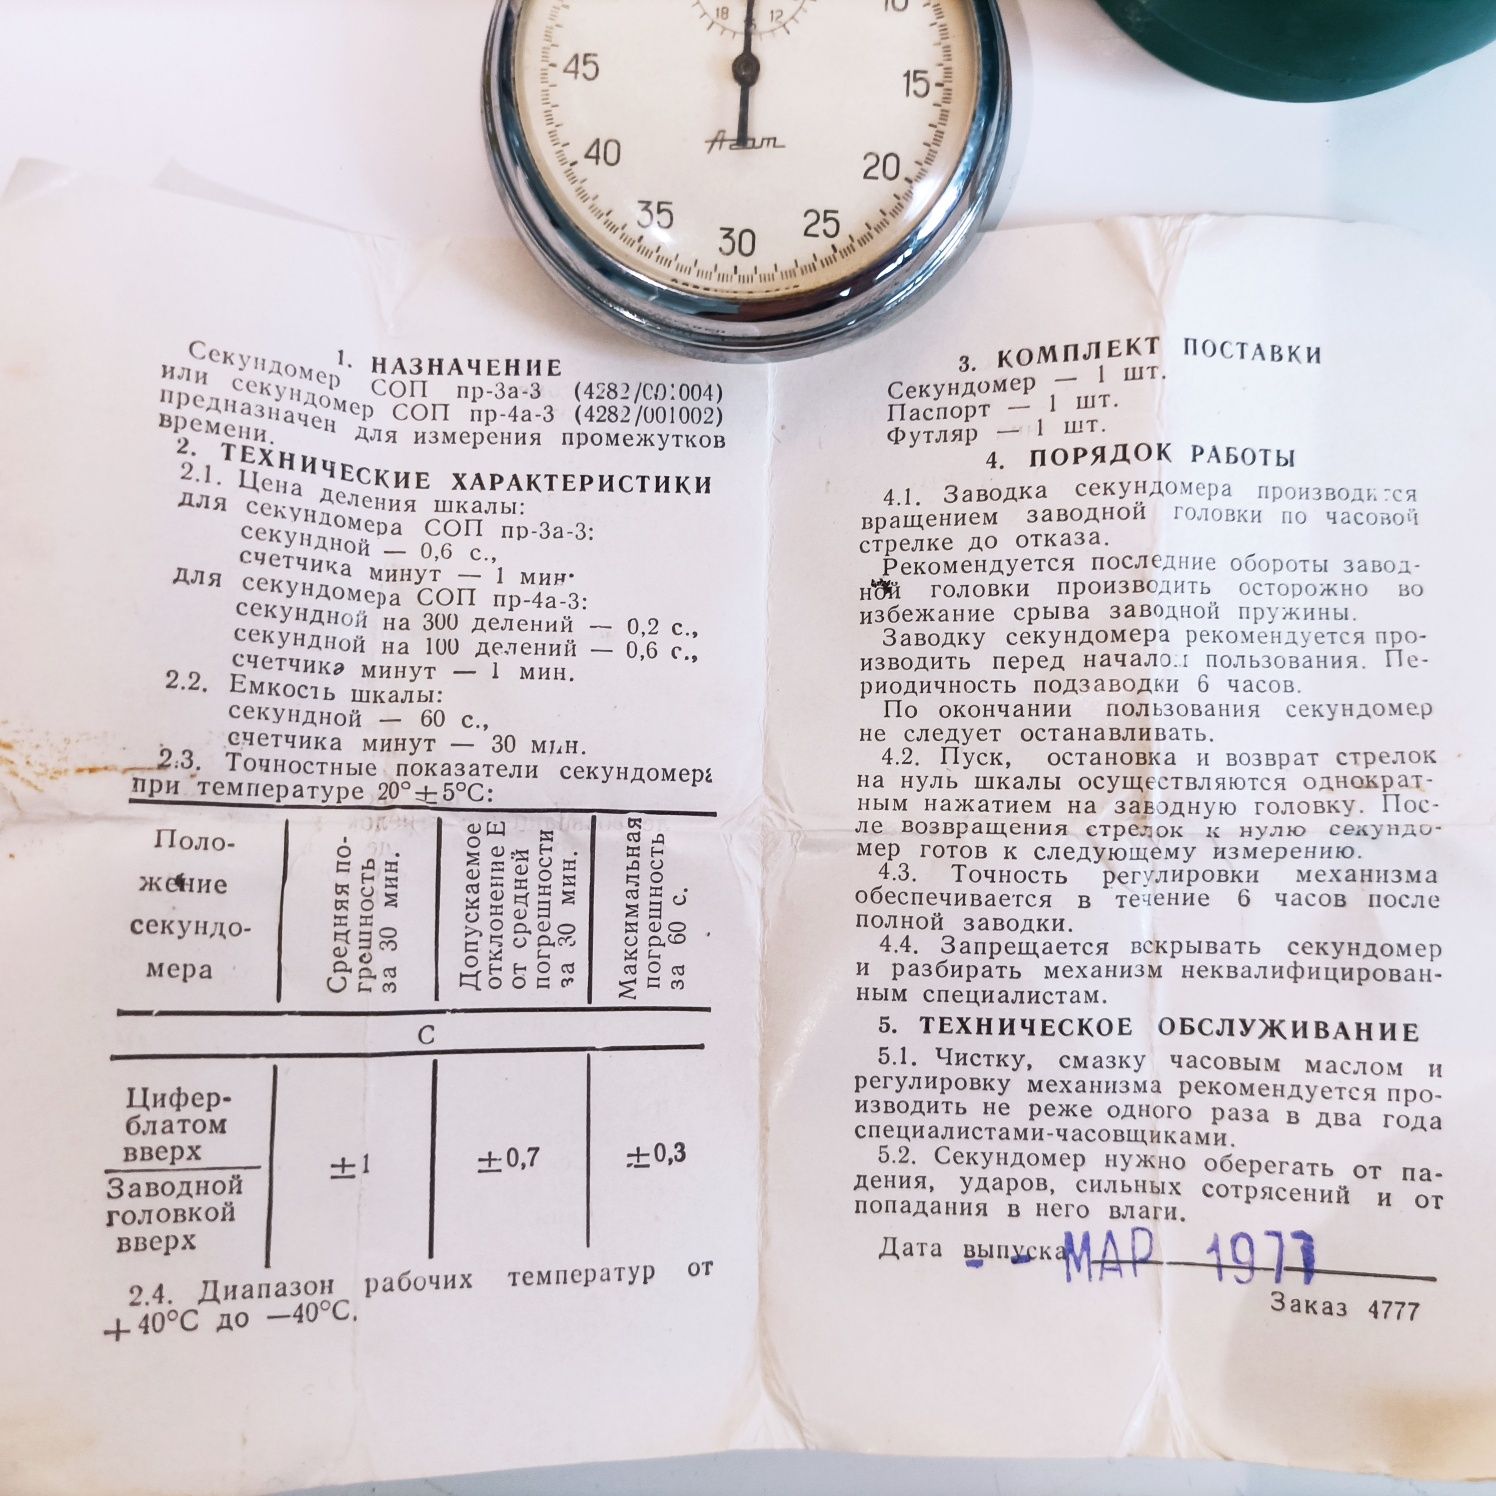 18 12
10
45
15
Агат
40
20
35
25
30
1. НАЗНАЧЕНИЕ
Секундомер СОП пр-3а-3 (4282/001004)
или секундомер СОП пр-4а-3 (4282/001002)
предназначен для измерения промежутков
времени.
2. ТЕХНИЧЕСКИЕ ХАРАКТЕРИСТИКИ
2.1. Цена деления шкалы:
для секундомера СОП пр-3а-3:
секундной — 0,6 с.,
счетчика минут — 1 мин.
для секундомера СОП пр-4а-3:
секундной на 300 делений — 0,2 с.,
секундной на 100 делений — 0,6 с.,
счетчика минут — 1 мин.
2.2. Емкость шкалы:
секундной — 60 с.,
счетчика минут — 30 мин.
2.3. Точностные показатели секундомера
при температуре 20°±5°С:
Поло-
жение
секундо-
мера
Средняя по-
грешность
за 30 мин.
Допускаемое
отклонение Е
от средней
погрешности
за 30 мин.
Максимальная
погрешность
за 60 с.
С
Цифер-
блатом
вверх
Заводной
головкой
вверх
±1
±0,7
±0,3
2.4. Диапазон рабочих температур от
+40°С до —40°С.
3. КОМПЛЕКТ ПОСТАВКИ
Секундомер — 1 шт.
Паспорт — 1 шт.
Футляр — 1 шт.
4. ПОРЯДОК РАБОТЫ
4.1. Заводка секундомера производится
вращением заводной головки по часовой
стрелке до отказа.
Рекомендуется последние обороты завод-
ной головки производить осторожно во
избежание срыва заводной пружины.
Заводку секундомера рекомендуется про-
изводить перед началом пользования. Пе-
риодичность подзаводки 6 часов.
По окончании пользования секундомер
не следует останавливать.
4.2. Пуск, остановка и возврат стрелок
на нуль шкалы осуществляются однократ-
ным нажатием на заводную головку. Пос-
ле возвращения стрелок к нулю секундо-
мер готов к следующему измерению.
4.3. Точность регулировки механизма
обеспечивается в течение 6 часов после
полной заводки.
4.4. Запрещается вскрывать секундомер
и разбирать механизм неквалифицирован-
ным специалистам.
5. ТЕХНИЧЕСКОЕ ОБСЛУЖИВАНИЕ
5.1. Чистку, смазку часовым маслом и
регулировку механизма рекомендуется про-
изводить не реже одного раза в два года
специалистами-часовщиками.
5.2. Секундомер нужно оберегать от па-
дения, ударов, сильных сотрясений и от
попадания в него влаги.
Дата выпуска МАР 1977
Заказ 4777